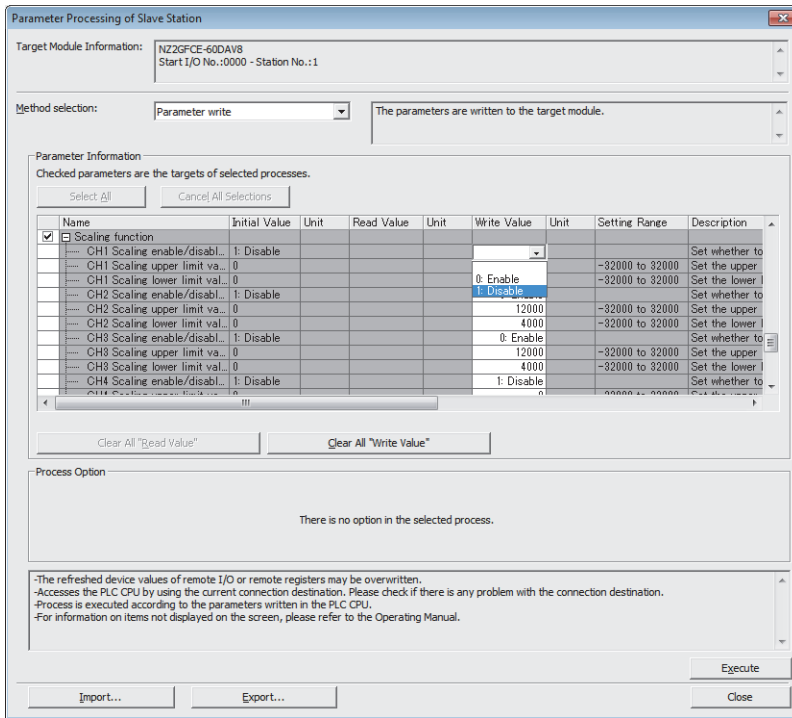 Parameter Processing of Slave Station
Target Module Information:
NZ2GFCE-60DAV8
Start I/O No.:0000 - Station No.:1
Method selection:
Parameter write
The parameters are written to the target module.
Parameter Information
Checked parameters are the targets of selected processes.
Select All
Cancel All Selections
Name Initial Value Unit Read Value Unit Write Value Unit Setting Range Description
Scaling function
CH1 Scaling enable/disabl... 1: Disable Set whether to
CH1 Scaling upper limit va... 0 -32000 to 32000 Set the upper
0: Enable
CH1 Scaling lower limit val... 0 -32000 to 32000 Set the lower l
1: Disable
CH2 Scaling enable/disabl... 1: Disable Set whether to
CH2 Scaling upper limit va... 0 12000 -32000 to 32000 Set the upper
CH2 Scaling lower limit val... 0 4000 -32000 to 32000 Set the lower l
CH3 Scaling enable/disabl... 1: Disable 0: Enable Set whether to
CH3 Scaling upper limit va... 0 12000 -32000 to 32000 Set the upper
CH3 Scaling lower limit val... 0 4000 -32000 to 32000 Set the lower l
CH4 Scaling enable/disabl... 1: Disable 1: Disable Set whether to
Clear All "Read Value"
Clear All "Write Value"
Process Option
There is no option in the selected process.
-The refreshed device values of remote I/O or remote registers may be overwritten.
-Accesses the PLC CPU by using the current connection destination. Please check if there is any problem with the connection destination.
-Process is executed according to the parameters written in the PLC CPU.
-For information on items not displayed on the screen, please refer to the Operating Manual.
Execute
Import...
Export...
Close